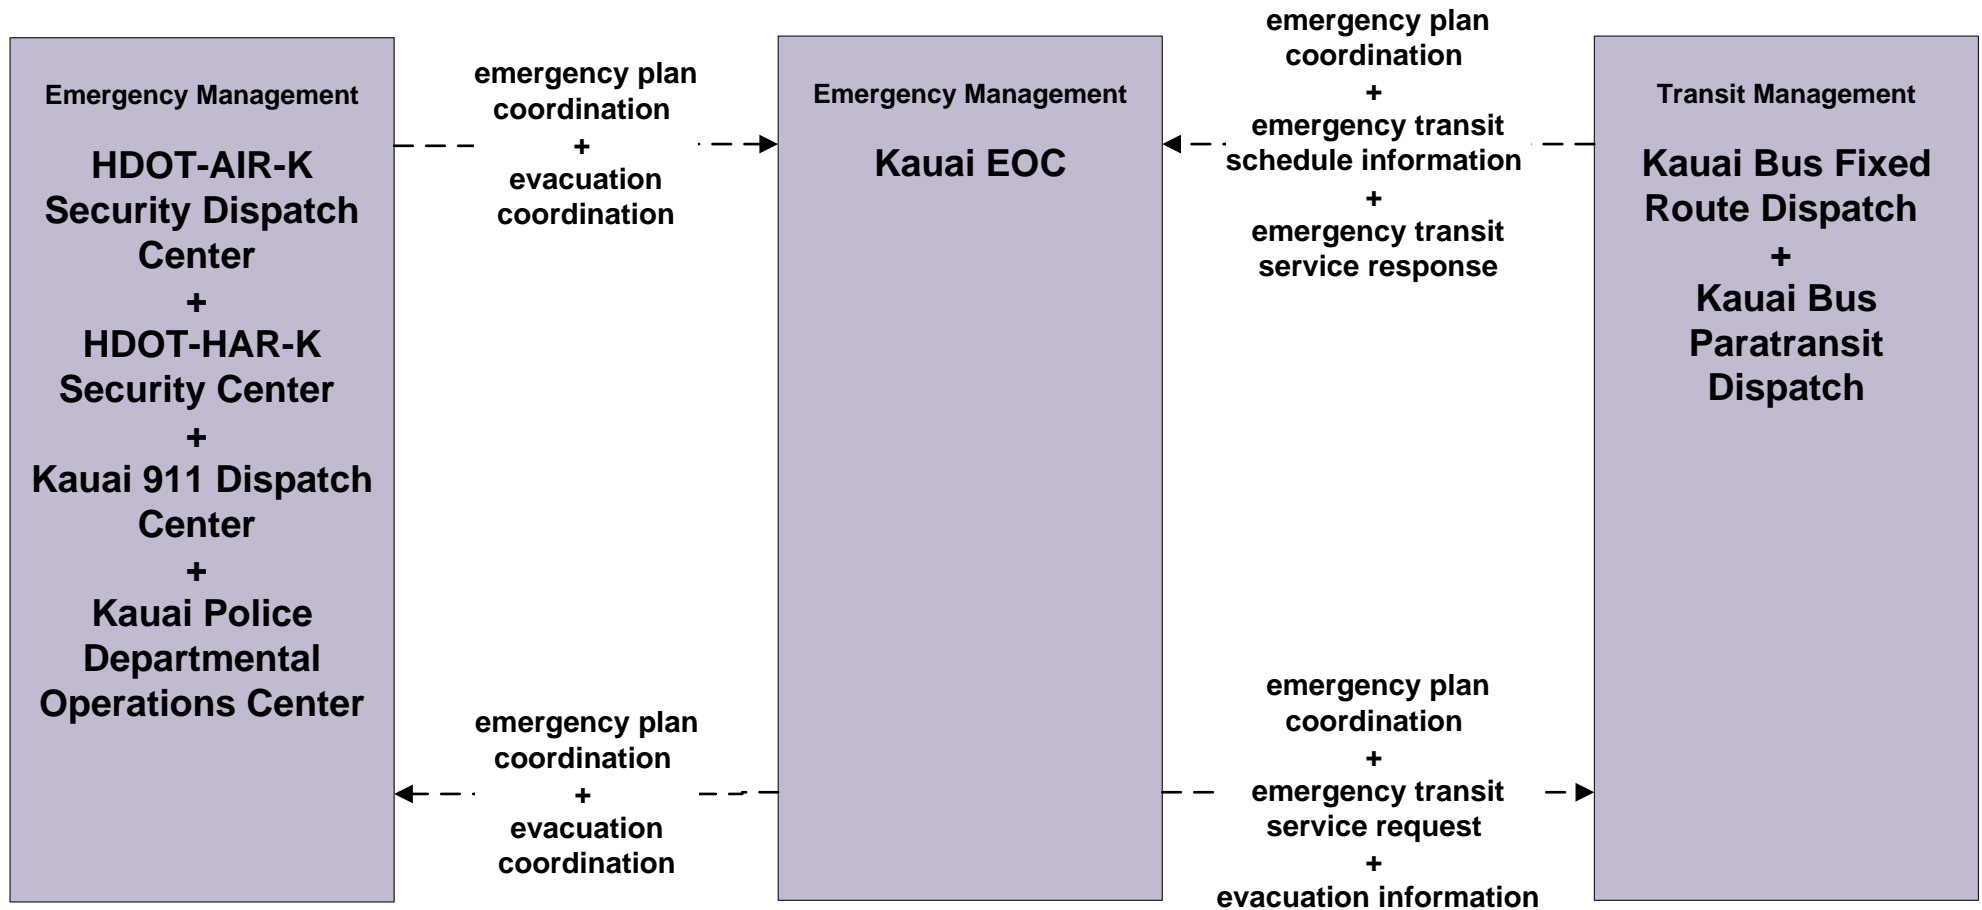 Emergency Management
HDOT-AIR-K
Security Dispatch
Center
+
HDOT-HAR-K
Security Center
+
Kauai 911 Dispatch
Center
+
Kauai Police
Departmental
Operations Center
emergency plan
coordination
+
evacuation
coordination
emergency plan
coordination
+
evacuation
coordination
Emergency Management
Kauai EOC
emergency plan
coordination
+
emergency transit
schedule information
+
emergency transit
service response
emergency plan
coordination
+
emergency transit
service request
+
evacuation information
Transit Management
Kauai Bus Fixed
Route Dispatch
+
Kauai Bus
Paratransit
Dispatch